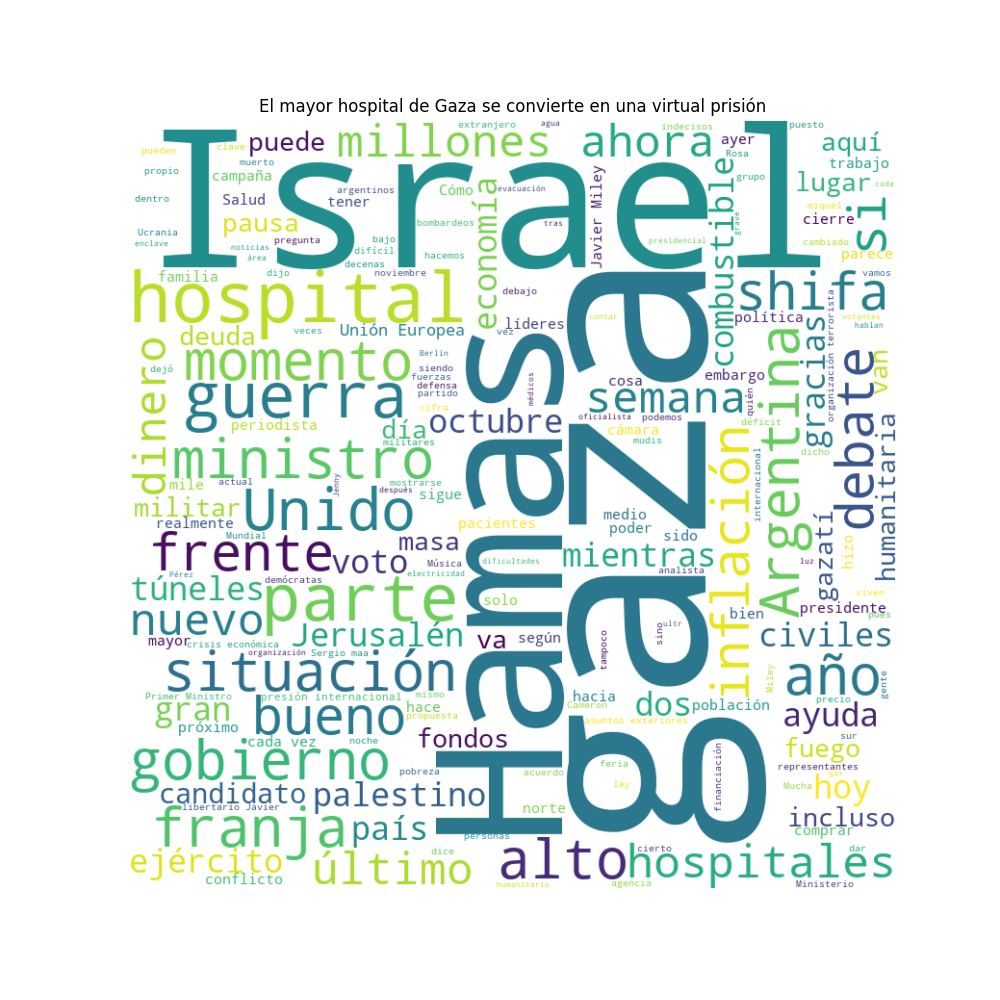 El mayor hospital de Gaza se convierte en una virtual prisión
Israel
gaza
Hamas
hospital
puede
millones
ahora
extranjero
agua
indecisos
ayer
puesto
aquí
pueden
clave
muerto
propio
campaña
Cómo
economía
evacuación
Rosa
trabajo
grupo
lugar
cada
dentro
Salud
argentinos
tener
Javier Miley
combustible
grave
miquel
cierre
si
Ucrania
pausa
bombardeos
tras
cambiado
enclave
noticias
pregunta
bajo
difícil
presidencial
parece
área
hacemos
dijo
decenas
noviembre
familia
vamos
debajo
shifa
contar
política
votantes
hablan
deuda
veces
Unión Europea
vez
líderes
gracias
organización terrorista
momento
Berlín
dinero
dejó
siendo
fuerzas
defensa
partido
médicos
cosa
embargo
Argentina
debate
van
guerra
semana
quién
cifra
octubre
oficialista
podemos
déficit
periodista
día
cámara
mudis
dicho
ministro
militares
inflación
internacional
humanitaria
mile
actual
Jenny
mostrarse
después
sigue
militar
Unido
medio
poder
gazatí
realmente
pacientes
sido
hizo
Mundial
frente
voto
masa
Música
dificultades
mientras
luz
Pérez
demócratas
electricidad
analista
túneles
parte
solo
viven
nuevo
bien
presidente
pues
ultr
mayor
crisis económica
Jerusalén
va
según
sino
tampoco
civiles
organización
Sergio maa
situación
Miley
año
gente
Primer Ministro
presión internacional
mismo
hacia
Cameron
dos
población
precio
gran
bueno
hace
propuesta
asuntos exteriores
ayuda
próximo
sur
cada vez
noche
fondos
feria
fuego
representantes
gobierno
pobreza
acuerdo
ley
financiación
Mucha
gas
hoy
candidato
palestino
libertario Javier
norte
incluso
franja
país
personas
comprar
ejército
último
dice
alto
cierto
hospitales
dar
conflicto
humanitario
agencia
Ministerio